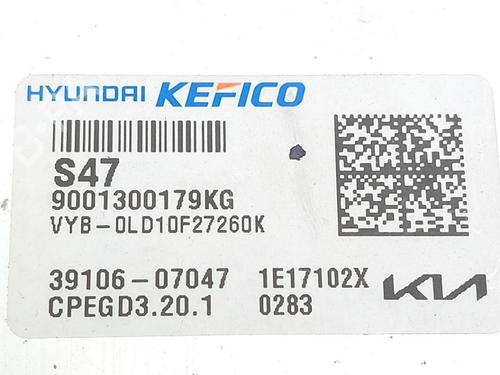 HYUNDAI KEFICO
S47
9001300179KG
VYB-0LD10F27260K
39106-07047 1E17102X
CPEGD3.20.1 0283
KIA